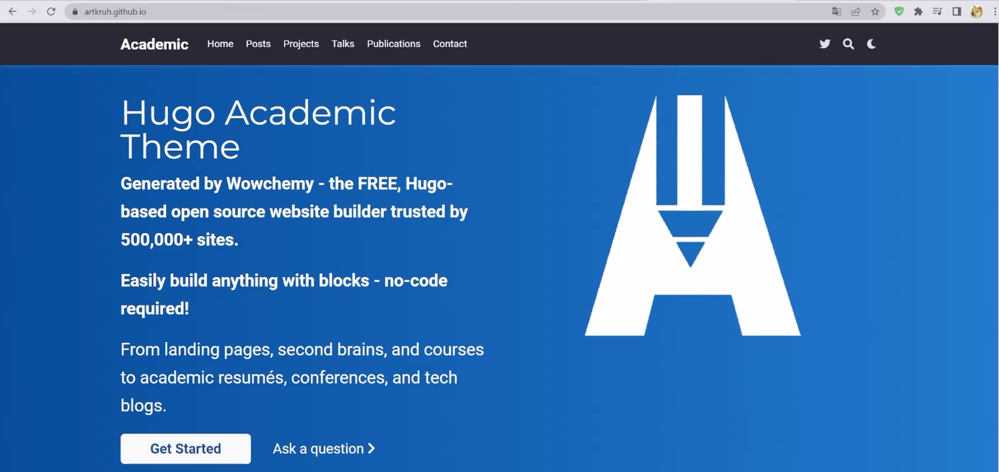 artkruh.github.io
Academic Home Posts Projects Talks Publications Contact
Hugo Academic
Theme
Generated by Wowchemy - the FREE, Hugo-
based open source website builder trusted by
500,000+ sites.
Easily build anything with blocks - no-code
required!
From landing pages, second brains, and courses
to academic resumés, conferences, and tech
blogs.
Get Started Ask a question